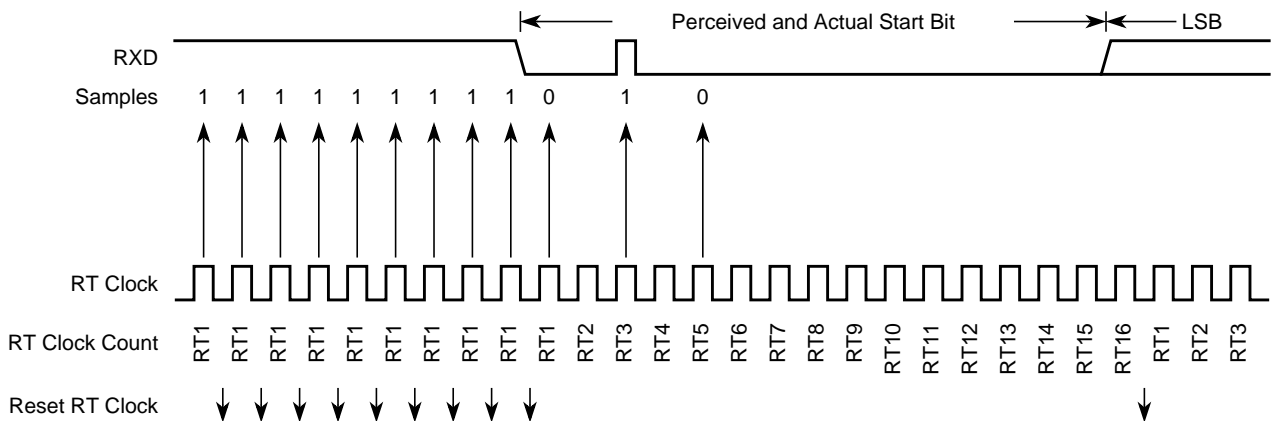 Perceived and Actual Start Bit LSB
RXD
Samples 1 1 1 1 1 1 1 1 1 0 1 0
RT Clock
RT Clock Count RT1 RT1 RT1 RT1 RT1 RT1 RT1 RT1 RT1 RT1 RT2 RT3 RT4 RT5 RT6 RT7 RT8 RT9 RT10 RT11 RT12 RT13 RT14 RT15 RT16 RT1 RT2 RT3
Reset RT Clock